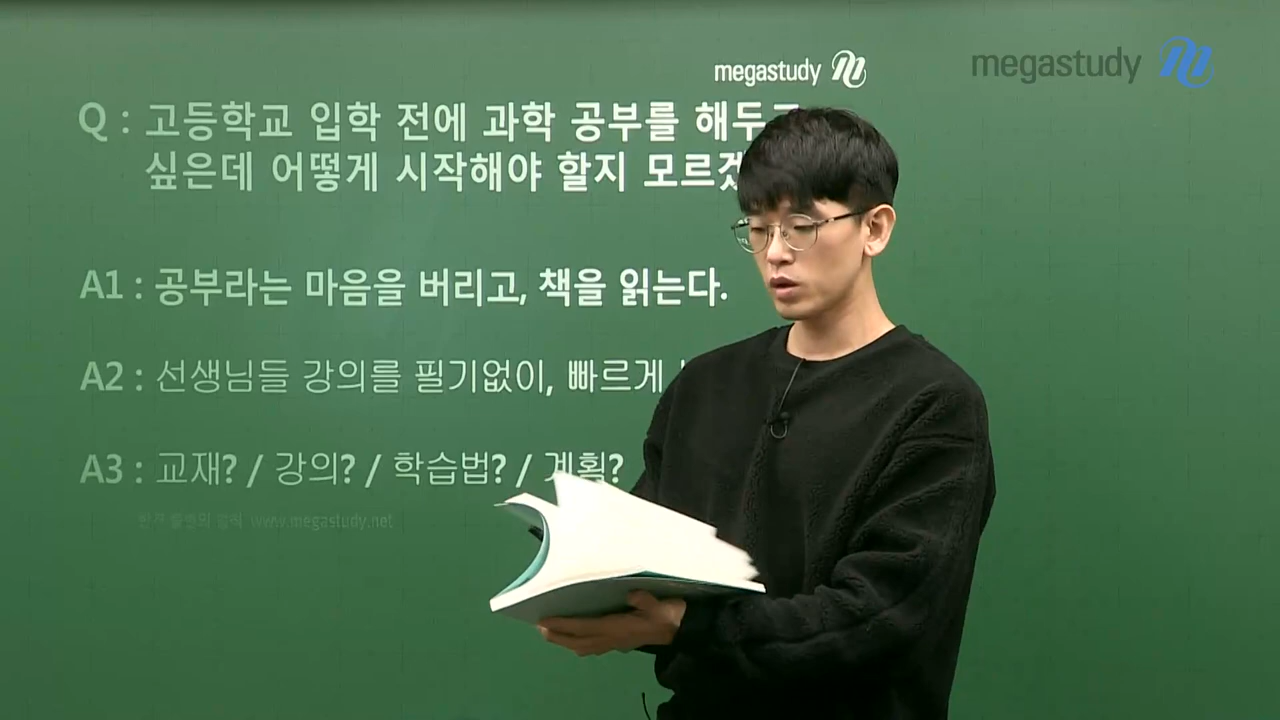 megastudy
megastudy
Q : 고등학교 입학 전에 과학 공부를 해두
싶은데 어떻게 시작해야 할지 모르겠
A1 : 공부라는 마음을 버리고, 책을 읽는다.
A2 : 선생님들 강의를 필기없이, 빠르게
A3 : 교재? / 강의? / 학습법? / 계획?
www.megastudy.net